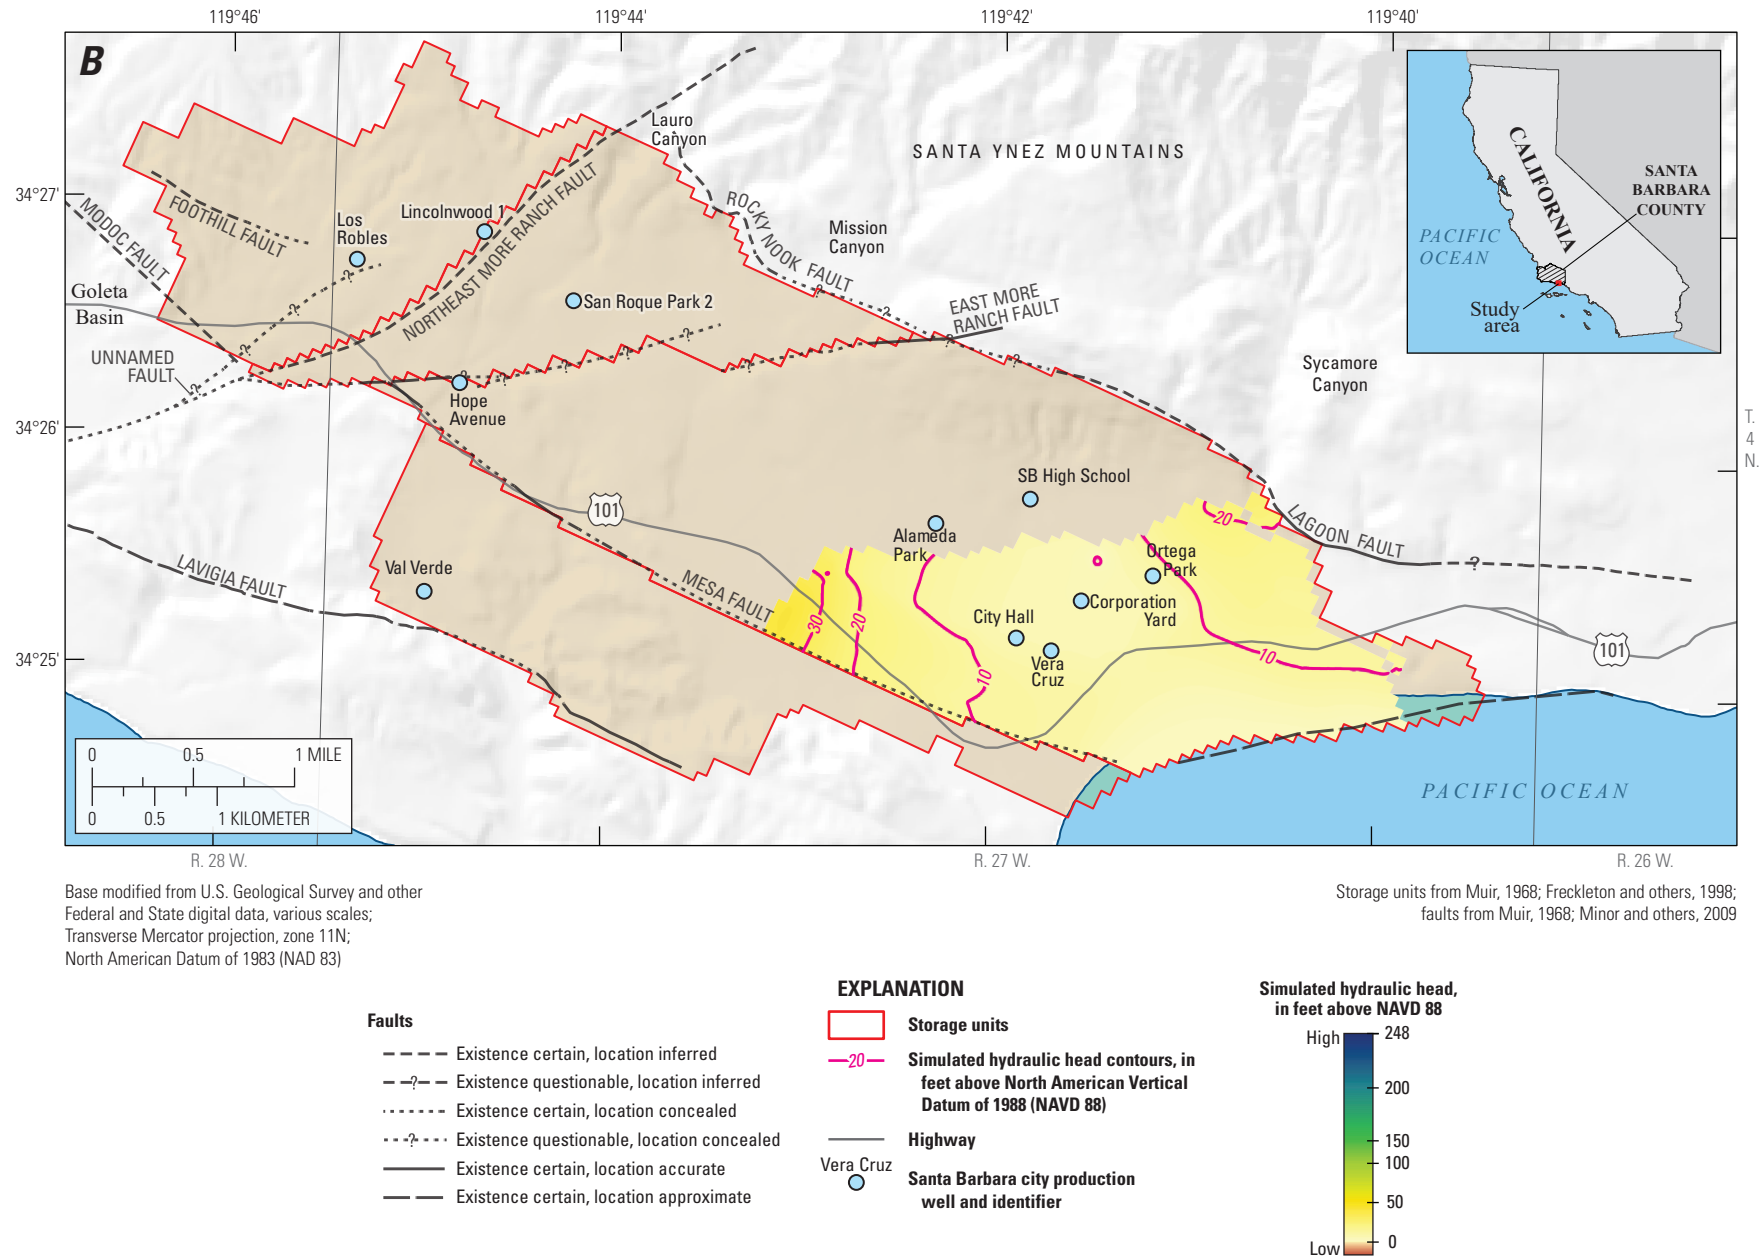 119°46'
119°44'
119°42'
119°40'
B
Lauro
Canyon
SANTA YNEZ MOUNTAINS
CALIFORNIA
SANTA
BARBARA
COUNTY
PACIFIC
OCEAN
Study
area
34°27'
MODOC FAULT
FOOTHILL FAULT
Los
Robles
Lincolnwood 1
NORTHEAST MORE RANCH FAULT
ROCKY NOOK FAULT
Mission
Canyon
?
?
?
?
?
Goleta
Basin
San Roque Park 2
EAST MORE
RANCH FAULT
UNNAMED
FAULT
?
?
?
?
?
?
?
?
?
?
Sycamore
Canyon
Hope
Avenue
34°26'
T.
4
N.
SB High School
101
Alameda
Park
20
LAGOON FAULT
?
LAVIGIA FAULT
Val Verde
MESA FAULT
Ortega
Park
Corporation
Yard
City Hall
Vera
Cruz
30
20
10
10
101
34°25'
0 0.5 1 MILE
0 0.5 1 KILOMETER
PACIFIC OCEAN
R. 28 W.
R. 27 W.
R. 26 W.
Base modified from U.S. Geological Survey and other
Federal and State digital data, various scales;
Transverse Mercator projection, zone 11N;
North American Datum of 1983 (NAD 83)
Storage units from Muir, 1968; Freckleton and others, 1998;
faults from Muir, 1968; Minor and others, 2009
EXPLANATION
Faults
Existence certain, location inferred
? Existence questionable, location inferred
Existence certain, location concealed
? Existence questionable, location concealed
Existence certain, location accurate
Existence certain, location approximate
Storage units
20 Simulated hydraulic head contours, in
feet above North American Vertical
Datum of 1988 (NAVD 88)
Highway
Vera Cruz
Santa Barbara city production
well and identifier
Simulated hydraulic head,
in feet above NAVD 88
High
248
200
150
100
50
0
Low